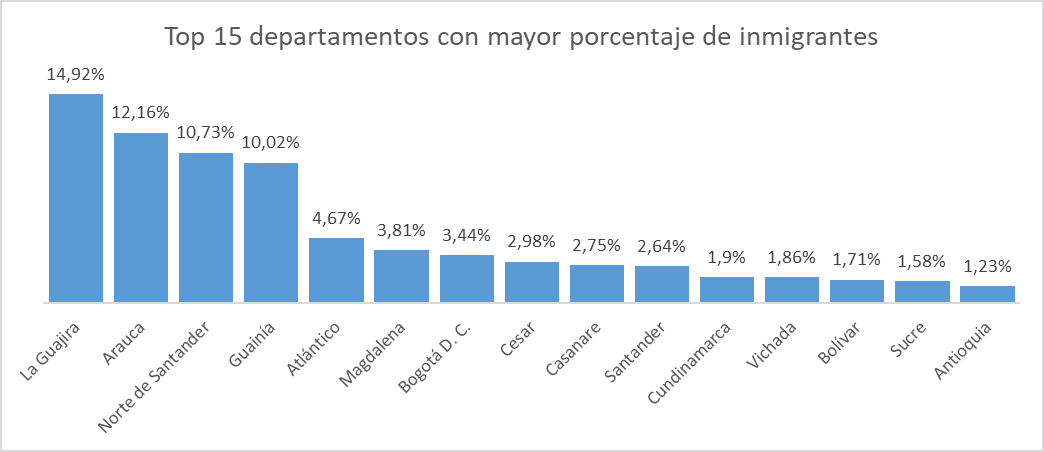 Top 15 departamentos con mayor porcentaje de inmigrantes
14,92%
12,16%
10,73%
10,02%
4,67%
3,81%
3,44%
2,98%
2,75%
2,64%
1,9%
1,86%
1,71%
1,58%
1,23%
La Guajira
Arauca
Norte de Santander
Guainía
Atlántico
Magdalena
Bogotá D. C.
Cesar
Casanare
Santander
Cundinamarca
Vichada
Bolívar
Sucre
Antioquia